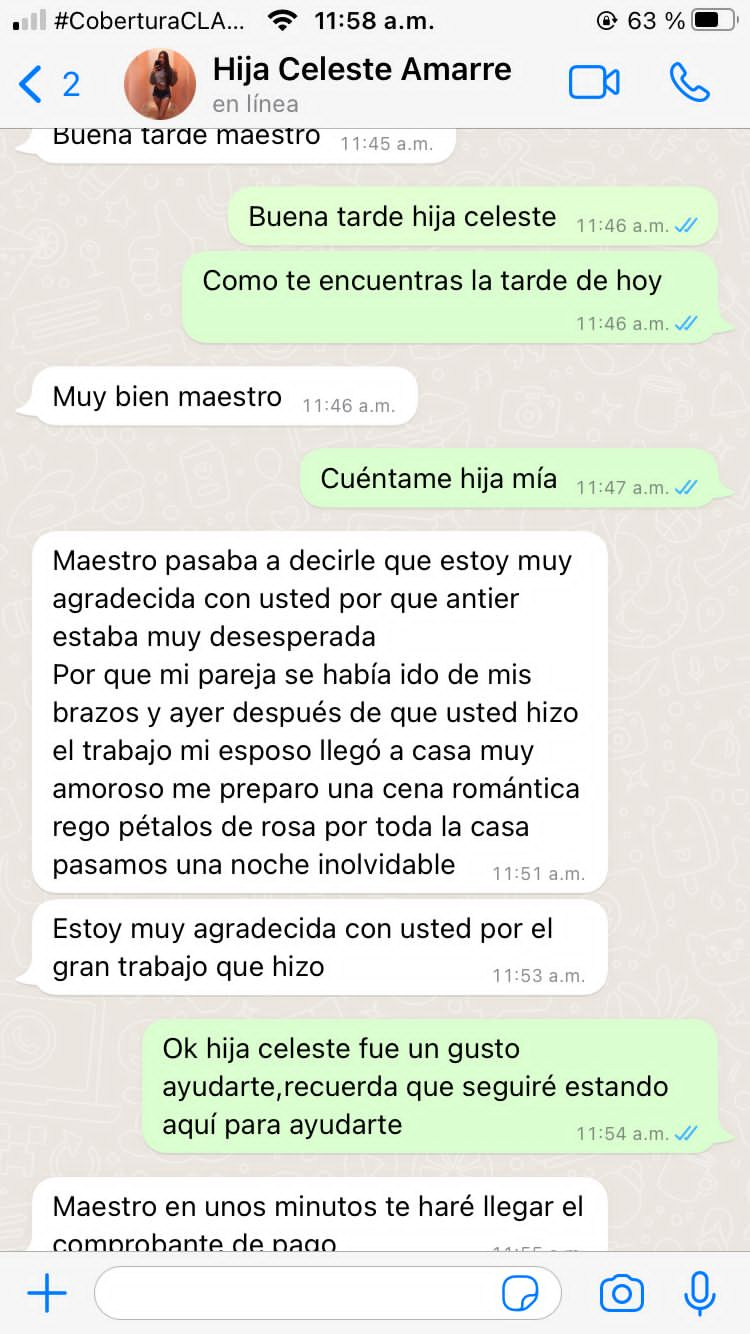 #CoberturaCLA... 11:58 a.m. 63 %
2 Hija Celeste Amarre
en línea
Buena tarde maestro 11:45 a.m.
Buena tarde hija celeste 11:46 a.m.
Como te encuentras la tarde de hoy
11:46 a.m.
Muy bien maestro 11:46 a.m.
Cuéntame hija mía 11:47 a.m.
Maestro pasaba a decirle que estoy muy
agradecida con usted por que antier
estaba muy desesperada
Por que mi pareja se había ido de mis
brazos y ayer después de que usted hizo
el trabajo mi esposo llegó a casa muy
amoroso me preparo una cena romántica
rego pétalos de rosa por toda la casa
pasamos una noche inolvidable 11:51 a.m.
Estoy muy agradecida con usted por el
gran trabajo que hizo 11:53 a.m.
Ok hija celeste fue un gusto
ayudarte,recuerda que seguiré estando
aquí para ayudarte 11:54 a.m.
Maestro en unos minutos te haré llegar el
comprobante de pago